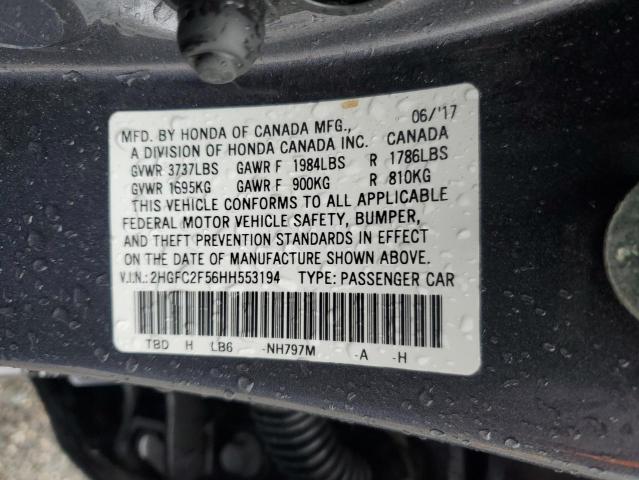 06/'17
MFD. BY HONDA OF CANADA MFG.,
A DIVISION OF HONDA CANADA INC. CANADA
GVWR 3737LBS GAWR F 1984LBS R 1786LBS
GVWR 1695KG GAWR F 900KG R 810KG
THIS VEHICLE CONFORMS TO ALL APPLICABLE
FEDERAL MOTOR VEHICLE SAFETY, BUMPER,
AND THEFT PREVENTION STANDARDS IN EFFECT
ON THE DATE OF MANUFACTURE SHOWN ABOVE.
V.I.N.: 2HGFC2F56HH553194 TYPE: PASSENGER CAR
TBD H LB6 -NH797M -A -H